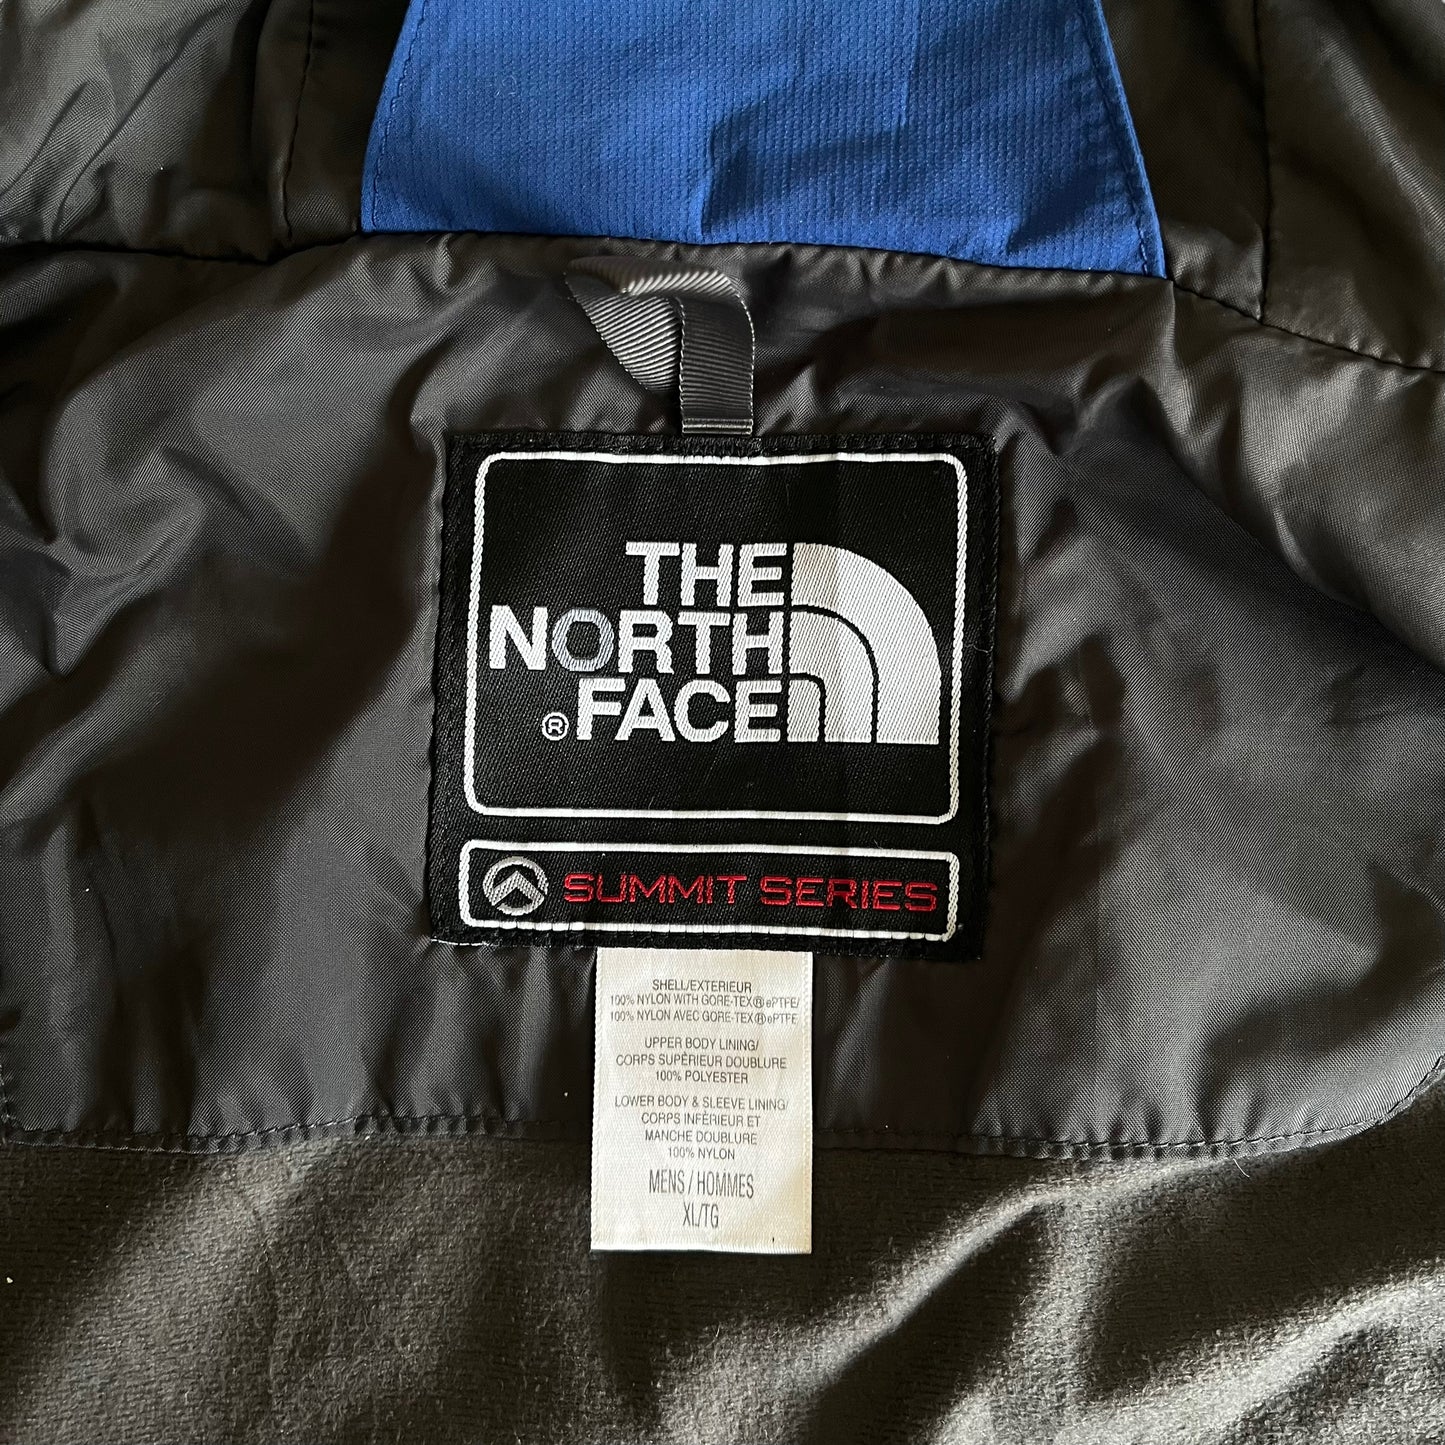 THE
NORTH
® FACE
SUMMIT SERIES
SHELL/EXTERIEUR
100% NYLON WITH GORE-TEX® ePTFE/
100% NYLON AVEC GORE-TEX® ePTFE
UPPER BODY LINING/
CORPS SUPÉRIEUR DOUBLURE
100% POLYESTER
LOWER BODY & SLEEVE LINING/
CORPS INFÉRIEUR ET
MANCHE DOUBLURE
100% NYLON
MENS / HOMMES
XL/TG